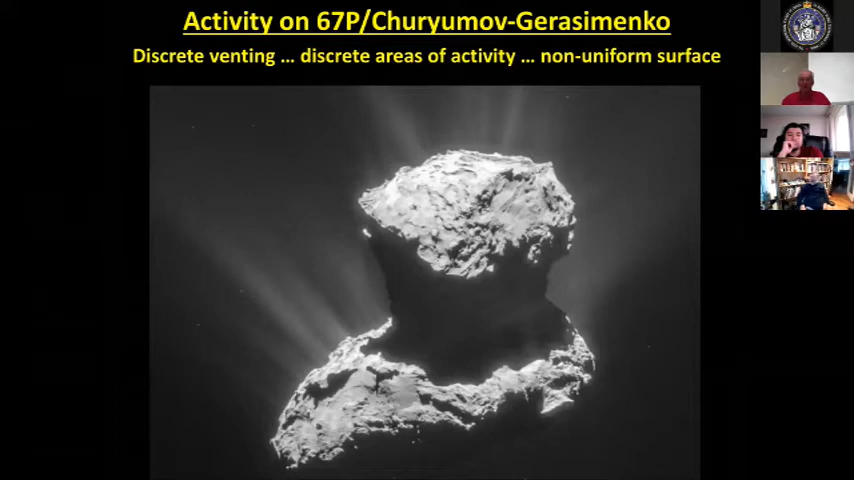 Activity on 67P/Churyumov-Gerasimenko
Discrete venting ... discrete areas of activity ... non-uniform surface